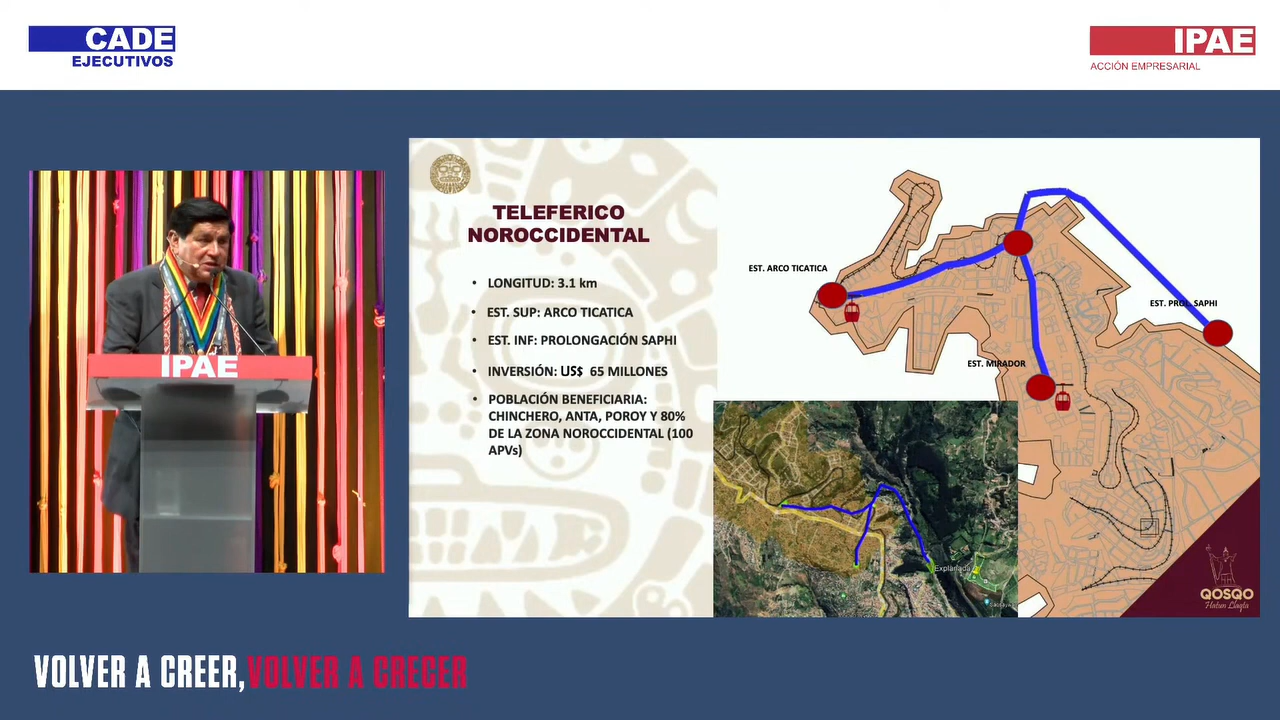 CADE
EJECUTIVOS
IPAE
ACCIÓN EMPRESARIAL
IPAE
TELEFERICO
NOROCCIDENTAL
• LONGITUD: 3.1 km
• EST. SUP: ARCO TICATICA
• EST. INF: PROLONGACIÓN SAPHI
• INVERSIÓN: US$ 65 MILLONES
• POBLACIÓN BENEFICIARIA:
CHINCHERO, ANTA, POROY Y 80%
DE LA ZONA NOROCCIDENTAL (100
APVs)
EST. ARCO TICATICA
EST. PROL. SAPHI
EST. MIRADOR
Explanada
QOSQO
Hatun Llaqta
VOLVER A CREER, VOLVER A CRECER